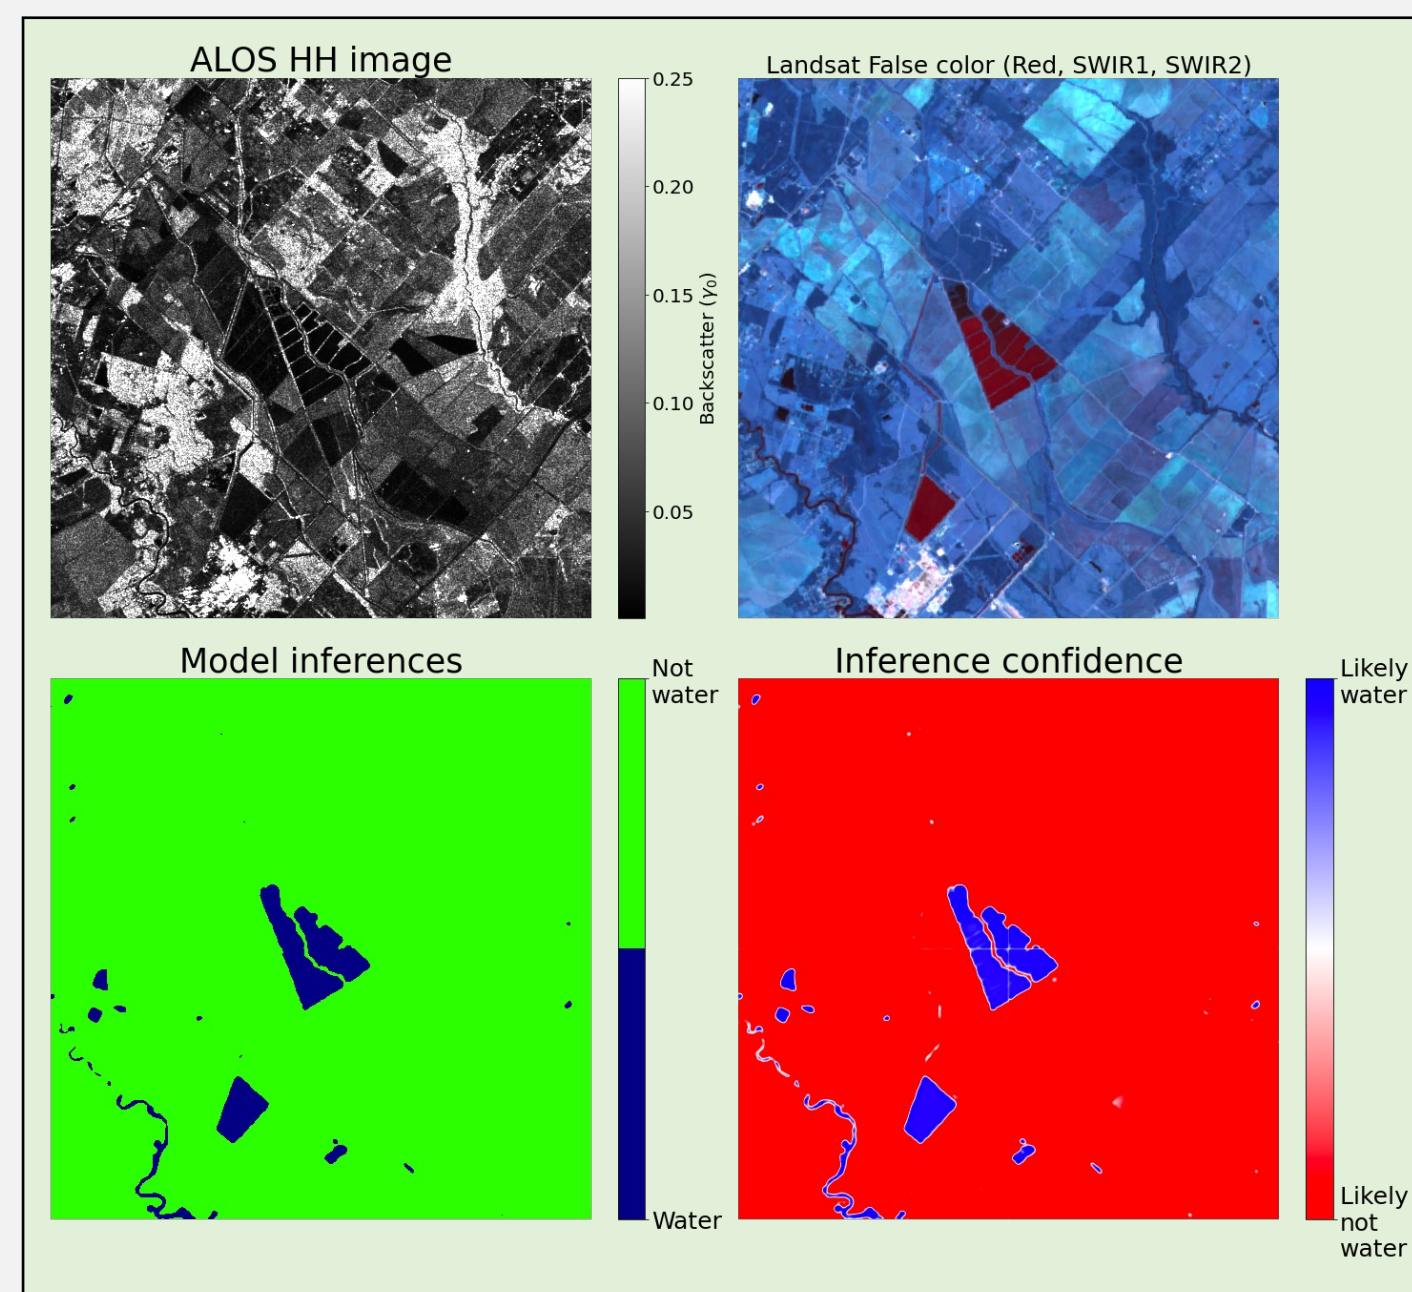 ALOS HH image
Landsat False color (Red, SWIR1, SWIR2)
0.25
0.20
0.15
0.10
0.05
Backscatter (γ₀)
Model inferences
Not
water
Water
Inference confidence
Likely
water
Likely
not
water